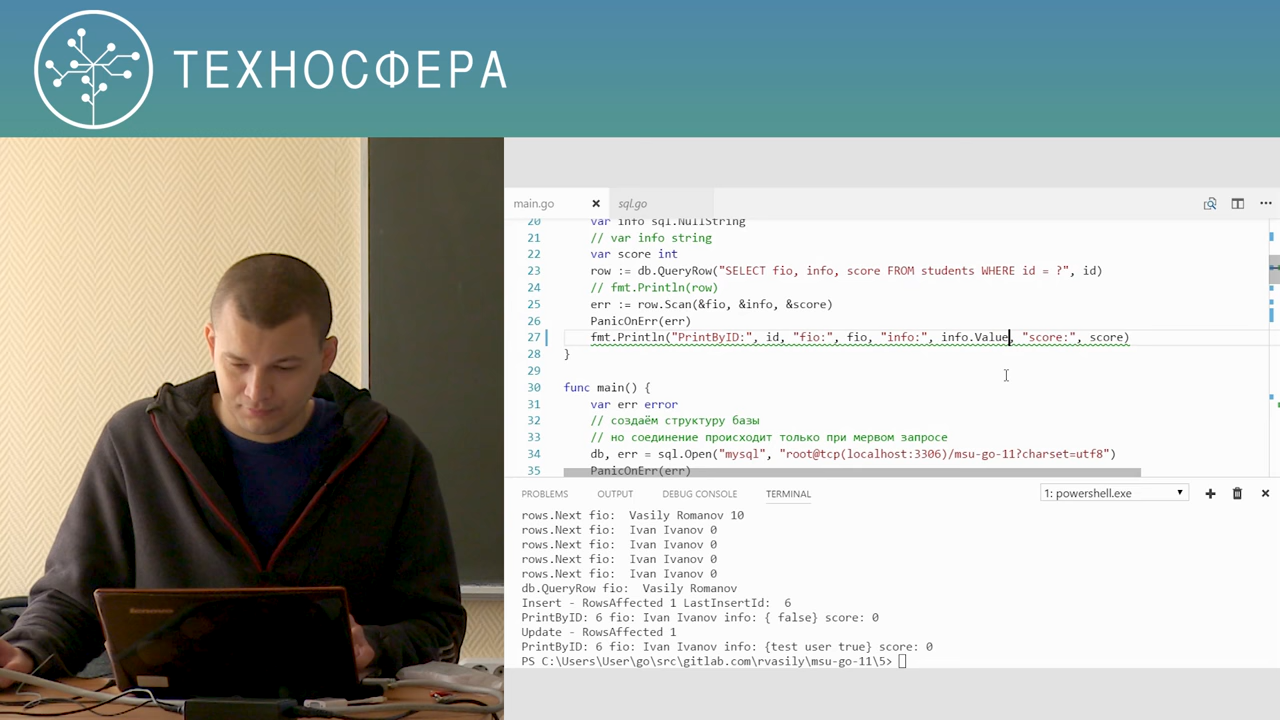 ТЕХНОСФЕРА
main.go
sql.go
20 var info sql.NullString
21 // var info string
22 var score int
23 row := db.QueryRow("SELECT fio, info, score FROM students WHERE id = ?", id)
24 // fmt.Println(row)
25 err := row.Scan(&fio, &info, &score)
26 PanicOnErr(err)
27 fmt.Println("PrintByID:", id, "fio:", fio, "info:", info.Value, "score:", score)
28 }
29
30 func main() {
31 var err error
32 // создаём структуру базы
33 // но соединение происходит только при мервом запросе
34 db, err = sql.Open("mysql", "root@tcp(localhost:3306)/msu-go-11?charset=utf8")
35 PanicOnErr(err)
PROBLEMS OUTPUT DEBUG CONSOLE TERMINAL 1: powershell.exe
rows.Next fio:  Vasily Romanov 10
rows.Next fio:  Ivan Ivanov 0
rows.Next fio:  Ivan Ivanov 0
rows.Next fio:  Ivan Ivanov 0
rows.Next fio:  Ivan Ivanov 0
db.QueryRow fio:  Vasily Romanov
Insert - RowsAffected 1 LastInsertId:  6
PrintByID: 6 fio: Ivan Ivanov info: { false} score: 0
Update - RowsAffected 1
PrintByID: 6 fio: Ivan Ivanov info: {test user true} score: 0
PS C:\Users\User\go\src\gitlab.com\rvasily\msu-go-11\5>